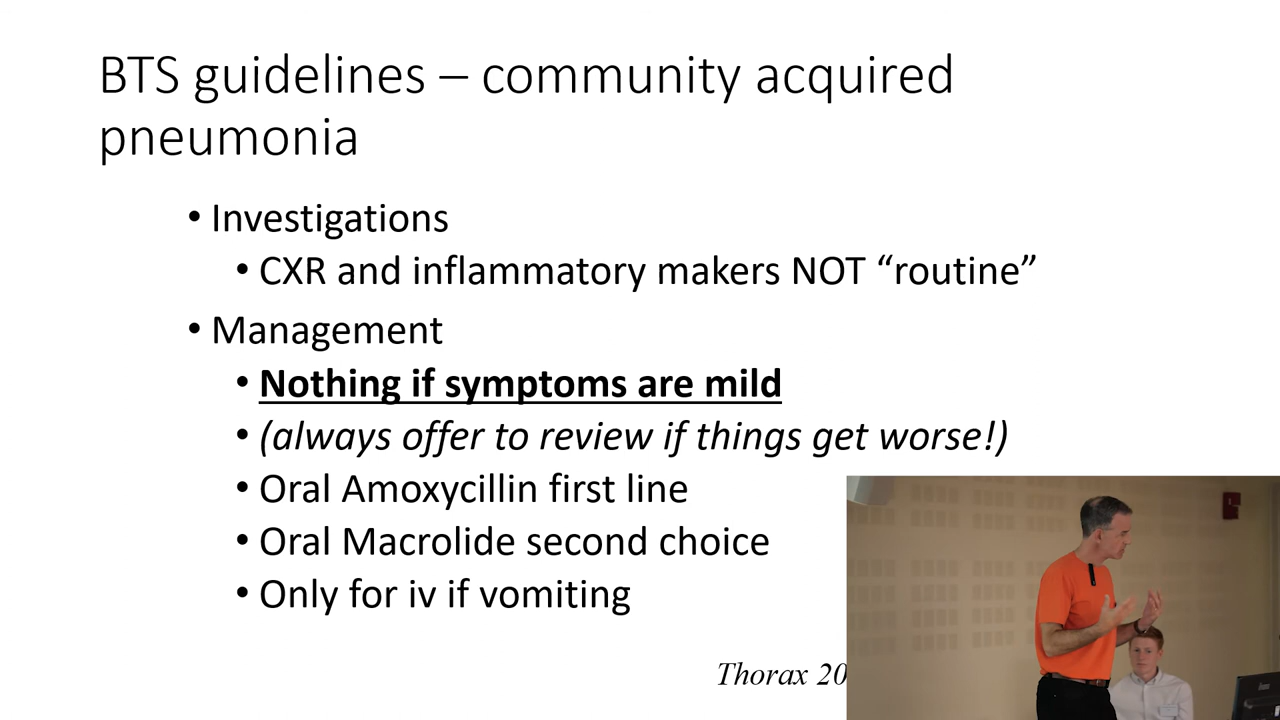 BTS guidelines – community acquired
pneumonia
• Investigations
• CXR and inflammatory makers NOT “routine”
• Management
• Nothing if symptoms are mild
• (always offer to review if things get worse!)
• Oral Amoxycillin first line
• Oral Macrolide second choice
• Only for iv if vomiting
Thorax 20